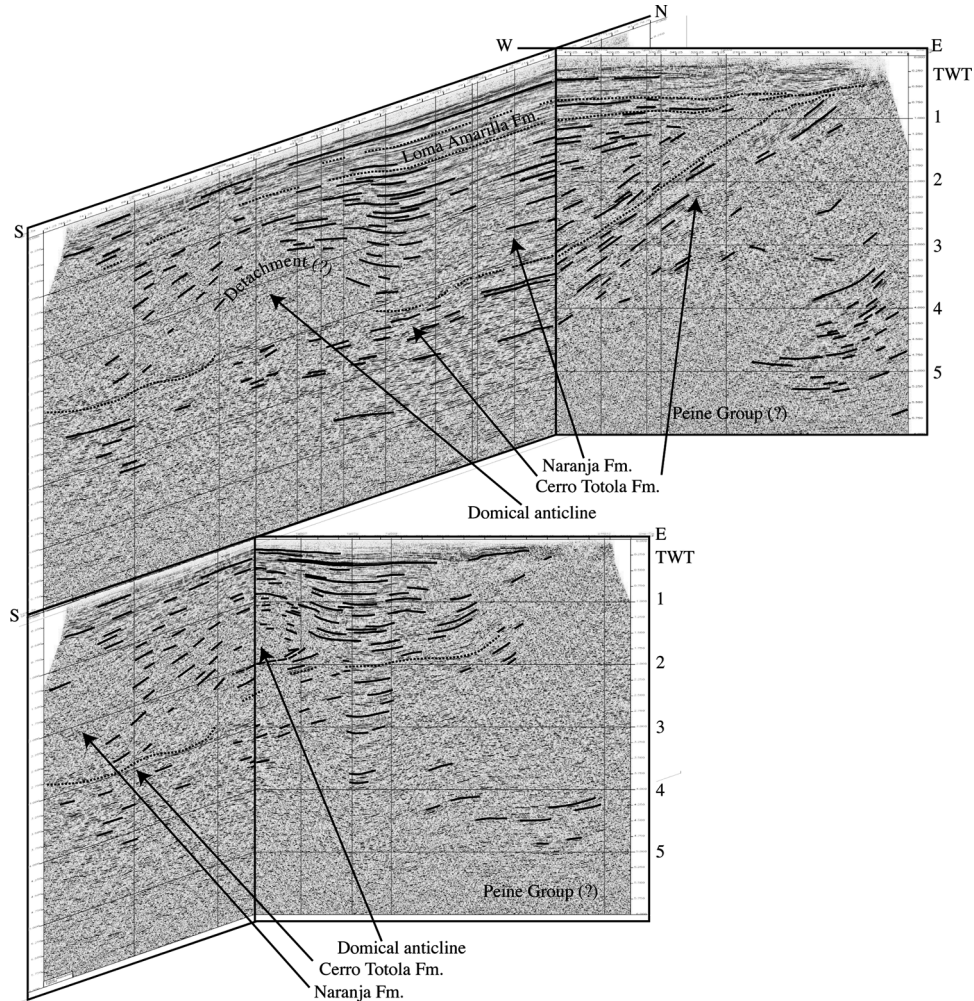 N
W
E
TWT
1
Loma Amarilla Fm.
2
S
3
Detachment (?)
4
5
Peine Group (?)
Naranja Fm.
Cerro Totola Fm.
Domical anticline
E
TWT
S
1
2
3
4
5
Peine Group (?)
Domical anticline
Cerro Totola Fm.
Naranja Fm.